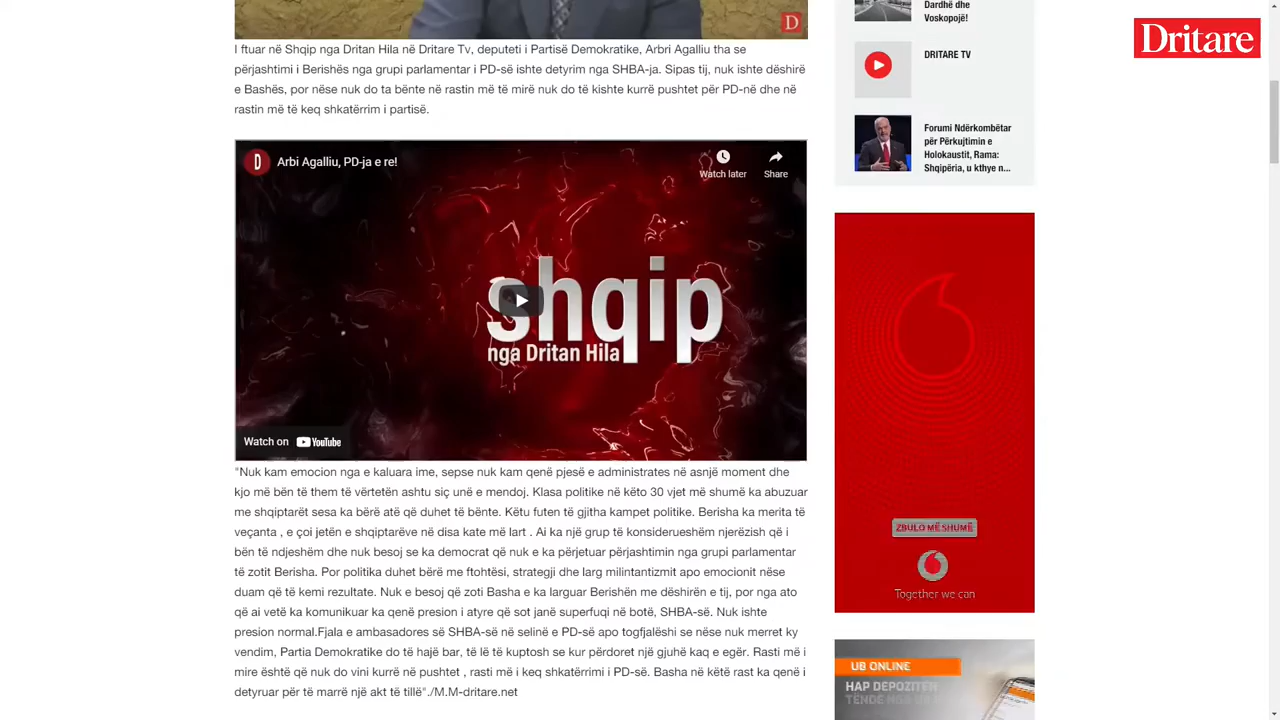 Dardhë dhe
Voskopojë!
Dritare
D
I ftuar në Shqip nga Dritan Hila në Dritare Tv, deputeti i Partisë Demokratike, Arbri Agalliu tha se
përjashtimi i Berishës nga grupi parlamentar i PD-së ishte detyrim nga SHBA-ja. Sipas tij, nuk ishte dëshirë
e Bashës, por nëse nuk do ta bënte në rastin më të mirë nuk do të kishte kurrë pushtet për PD-në dhe në
rastin më të keq shkatërrim i partisë.
DRITARE TV
Forumi Ndërkombëtar
për Përkujtimin e
Holokaustit, Rama:
Shqipëria, u kthye n...
D
Arbi Agalliu, PD-ja e re!
Watch later
Share
shqip
nga Dritan Hila
Watch on YouTube
"Nuk kam emocion nga e kaluara ime, sepse nuk kam qenë pjesë e administrates në asnjë moment dhe
kjo më bën të them të vërtetën ashtu siç unë e mendoj. Klasa politike në këto 30 vjet më shumë ka abuzuar
me shqiptarët sesa ka bërë atë që duhet të bënte. Këtu futen të gjitha kampet politike. Berisha ka merita të
veçanta , e çoi jetën e shqiptarëve në disa kate më lart . Ai ka një grup të konsiderueshëm njerëzish që i
bën të ndjeshëm dhe nuk besoj se ka democrat që nuk e ka përjetuar përjashtimin nga grupi parlamentar
të zotit Berisha. Por politika duhet bërë me ftohtësi, strategji dhe larg milintantizmit apo emocionit nëse
duam që të kemi rezultate. Nuk e besoj që zoti Basha e ka larguar Berishën me dëshirën e tij, por nga ato
që ai vetë ka komunikuar ka qenë presion i atyre që sot janë superfuqi në botë, SHBA-së. Nuk ishte
presion normal.Fjala e ambasadores së SHBA-së në selinë e PD-së apo togfjalëshi se nëse nuk merret ky
vendim, Partia Demokratike do të hajë bar, të lë të kuptosh se kur përdoret një gjuhë kaq e egër. Rasti më i
mire është që nuk do vini kurrë në pushtet , rasti më i keq shkatërrimi i PD-së. Basha në këtë rast ka qenë i
detyruar për të marrë një akt të tillë"./M.M-dritare.net
ZBULO MË SHUMË
Together we can
UB ONLINE
HAP DEPOZITËN
TËNDE NGA